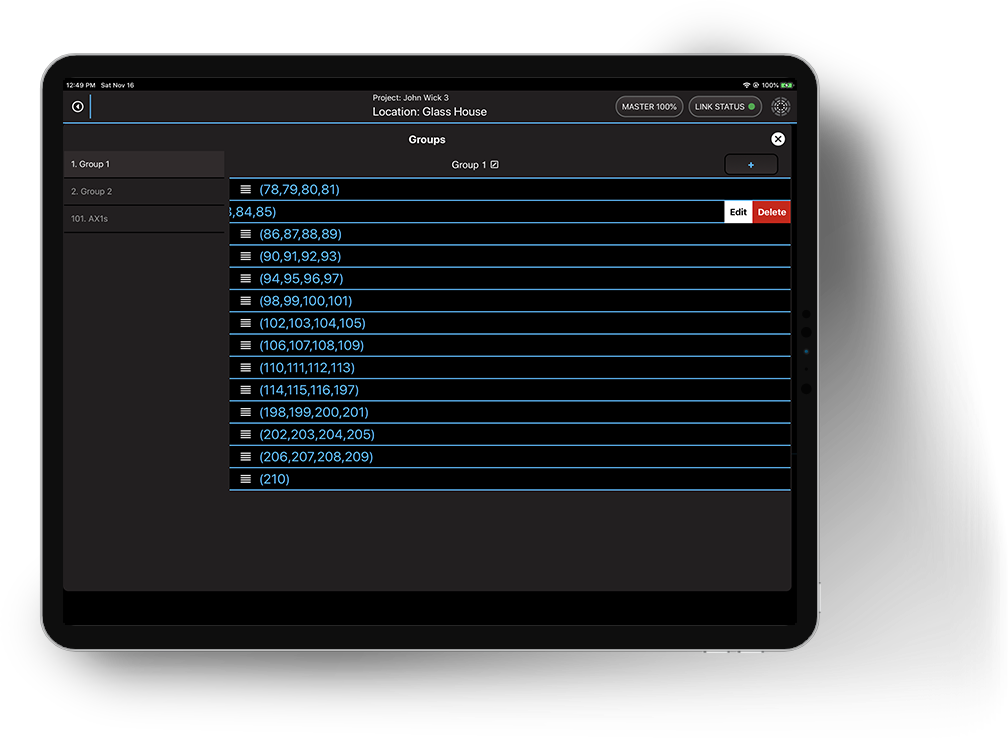 12:49 PM Sat Nov 16
100%
Project: John Wick 3
Location: Glass House
MASTER 100%
LINK STATUS
Groups
1. Group 1
2. Group 2
101. AX1s
Group 1
+
(78,79,80,81)
,84,85)
Edit
Delete
(86,87,88,89)
(90,91,92,93)
(94,95,96,97)
(98,99,100,101)
(102,103,104,105)
(106,107,108,109)
(110,111,112,113)
(114,115,116,197)
(198,199,200,201)
(202,203,204,205)
(206,207,208,209)
(210)